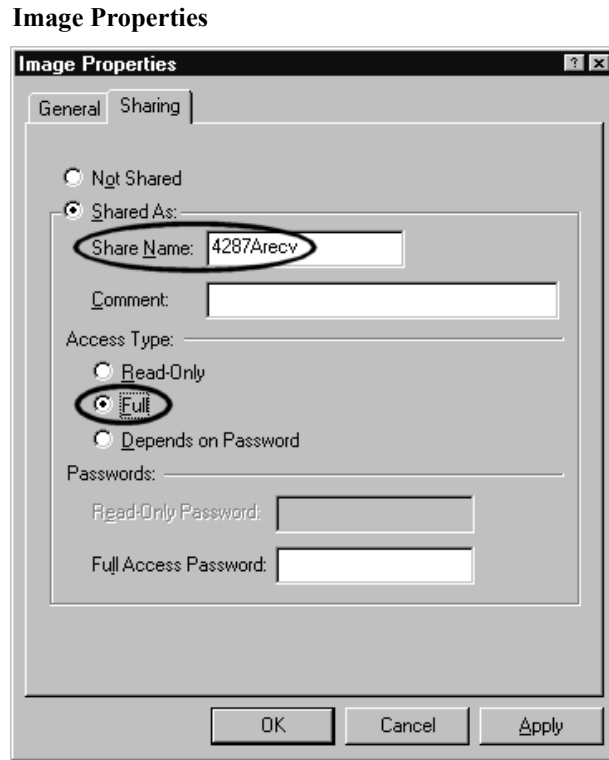 Image Properties
Image Properties
General Sharing
Not Shared
Shared As:
Share Name: 4287Arecv
Comment:
Access Type:
Read-Only
Full
Depends on Password
Passwords:
Read-Only Password:
Full Access Password:
OK Cancel Apply